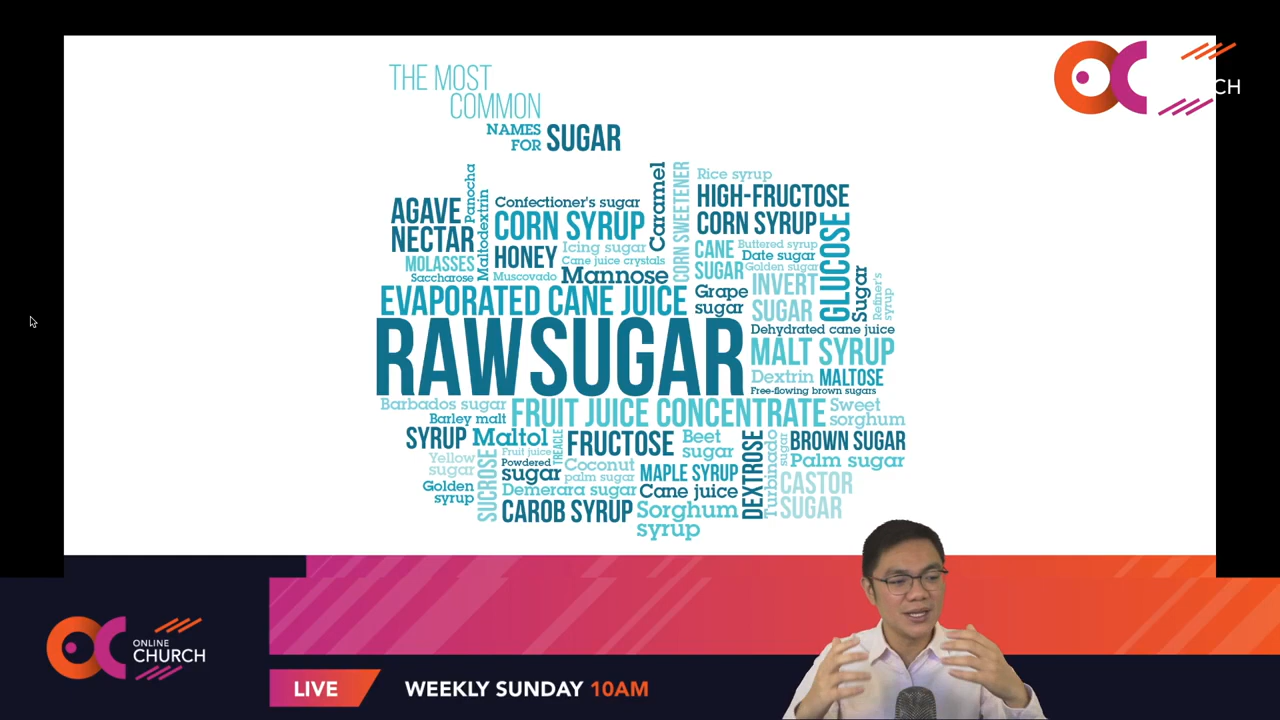 THE MOST
COMMON
NAMES
FOR SUGAR
CH
Panocha
Maltodextrin
AGAVE
NECTAR
MOLASSES
Saccharose
Confectioner's sugar
CORN SYRUP
HONEY
Icing sugar
Cane juice crystals
Muscovado
Mannose
Caramel
CORN SWEETENER
Rice syrup
HIGH-FRUCTOSE
CORN SYRUP
CANE
SUGAR
Buttered syrup
Date sugar
Golden sugar
INVERT
SUGAR
GLUCOSE
Sugar
Refiner's
syrup
EVAPORATED CANE JUICE
Grape
sugar
RAW SUGAR
Dehydrated cane juice
MALT SYRUP
Dextrin
MALTOSE
Free-flowing brown sugars
Barbados sugar
Barley malt
FRUIT JUICE CONCENTRATE
Sweet
sorghum
SYRUP
Maltol
TREACLE
FRUCTOSE
Beet
sugar
DEXTROSE
Turbinado
sugar
BROWN SUGAR
Palm sugar
Yellow
sugar
Golden
syrup
SUCROSE
Fruit juice
Powdered
sugar
Coconut
palm sugar
MAPLE SYRUP
Demerara sugar
Cane juice
CASTOR
SUGAR
CAROB SYRUP
Sorghum
syrup
OC
ONLINE
CHURCH
LIVE
WEEKLY SUNDAY 10AM